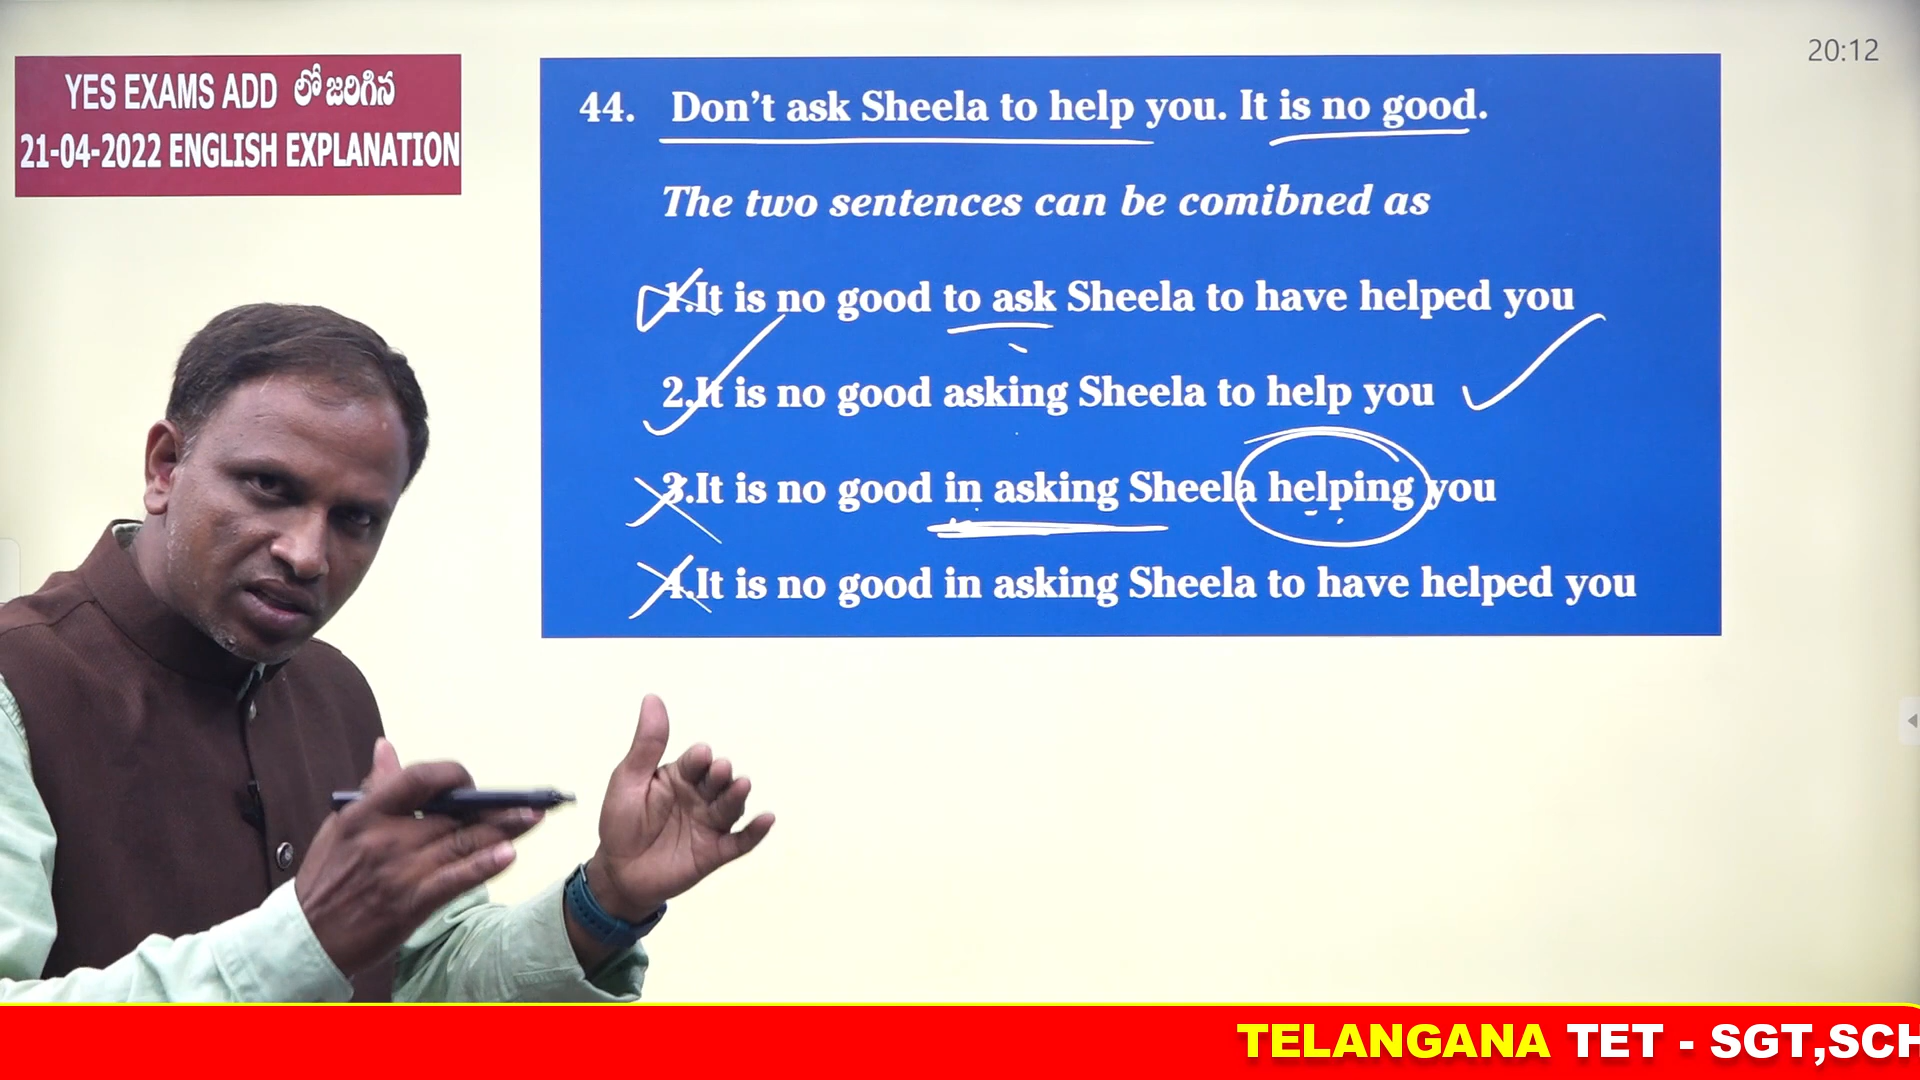 YES EXAMS ADD లో జరిగిన
21-04-2022 ENGLISH EXPLANATION
20:12
44. Don’t ask Sheela to help you. It is no good.
The two sentences can be comibned as
1.It is no good to ask Sheela to have helped you
2.It is no good asking Sheela to help you
3.It is no good in asking Sheela helping you
4.It is no good in asking Sheela to have helped you
TELANGANA TET - SGT,SCH